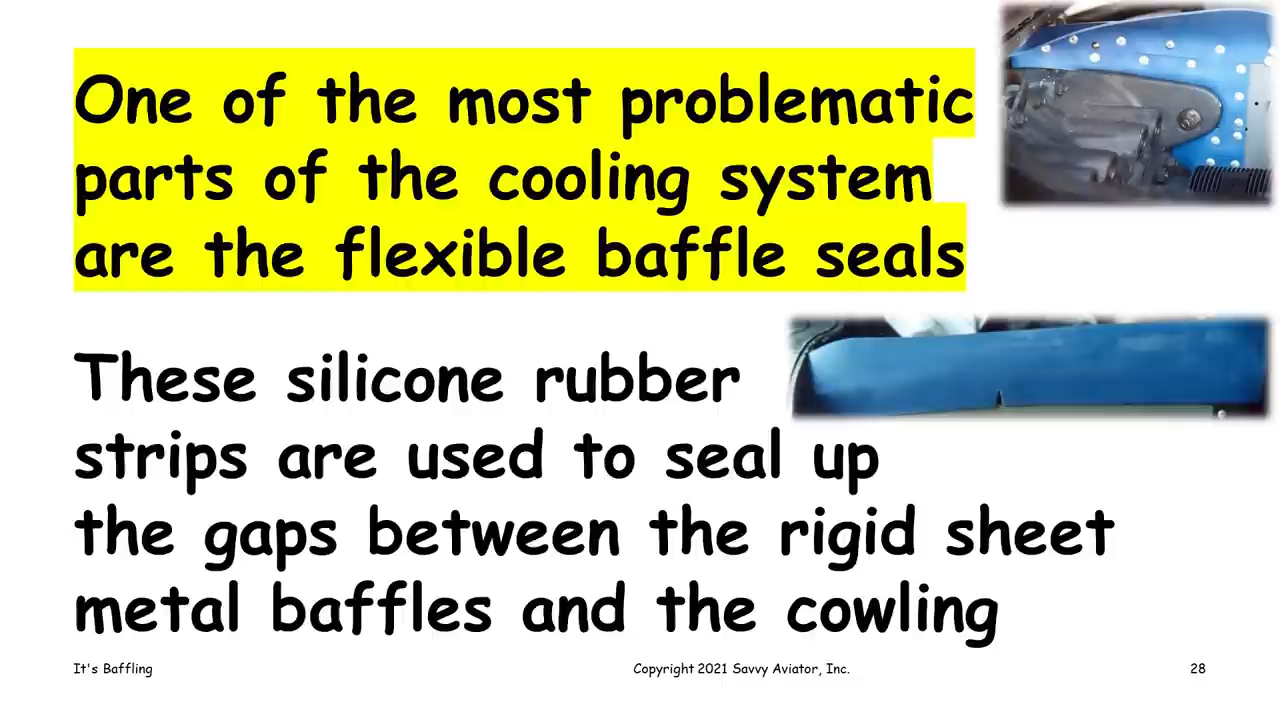 One of the most problematic
parts of the cooling system
are the flexible baffle seals
These silicone rubber
strips are used to seal up
the gaps between the rigid sheet
metal baffles and the cowling
It's Baffling
Copyright 2021 Savvy Aviator, Inc.
28